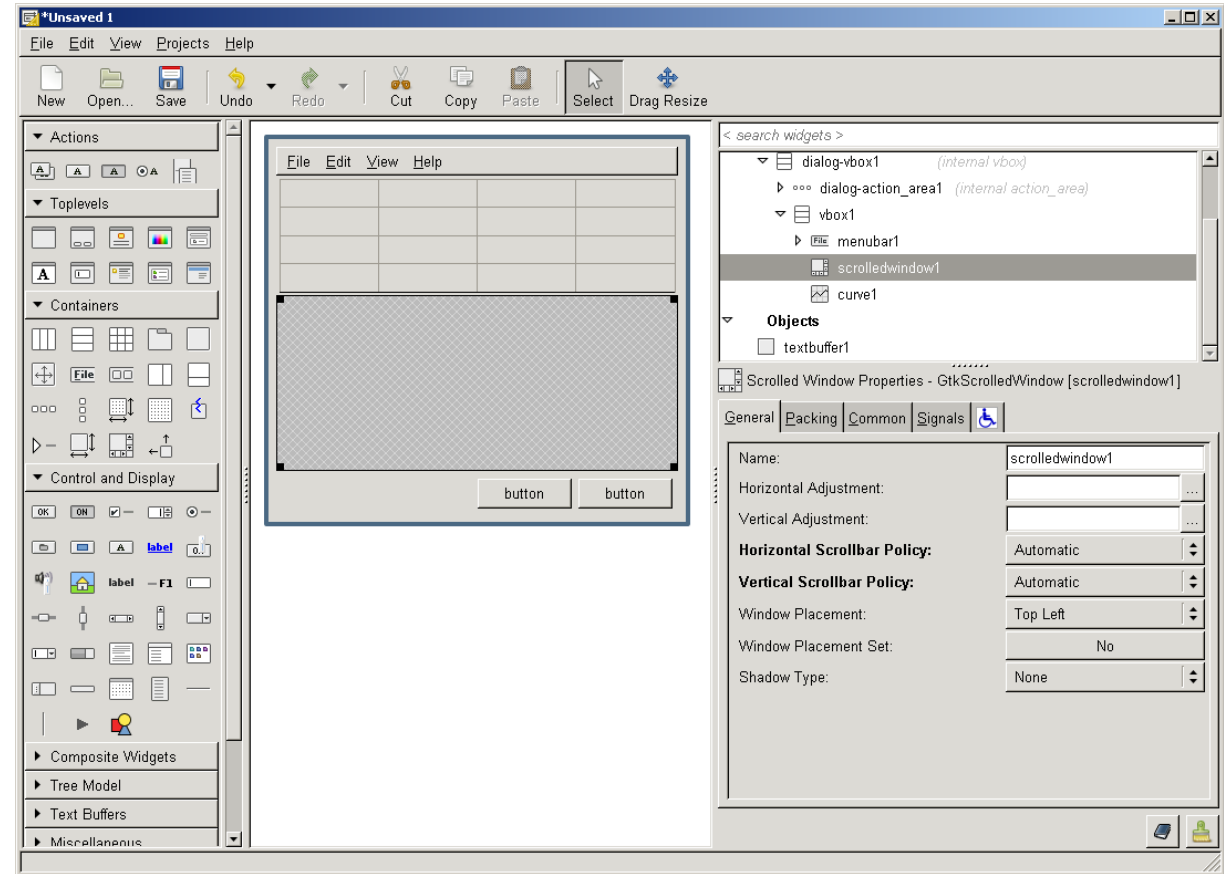 *Unsaved 1
File Edit View Projects Help
New Open... Save Undo Redo Cut Copy Paste Select Drag Resize
Actions
A A A A
Toplevels
A
Containers
File
Control and Display
OK ON
A label 0.
label F1
Composite Widgets
Tree Model
Text Buffers
Miscellaneous
File Edit View Help
button button
< search widgets >
dialog-vbox1 (internal vbox)
dialog-action_area1 (internal action_area)
vbox1
File menubar1
scrolledwindow1
curve1
Objects
textbuffer1
Scrolled Window Properties - GtkScrolledWindow [scrolledwindow1]
General Packing Common Signals
Name: scrolledwindow1
Horizontal Adjustment: ...
Vertical Adjustment: ...
Horizontal Scrollbar Policy: Automatic
Vertical Scrollbar Policy: Automatic
Window Placement: Top Left
Window Placement Set: No
Shadow Type: None